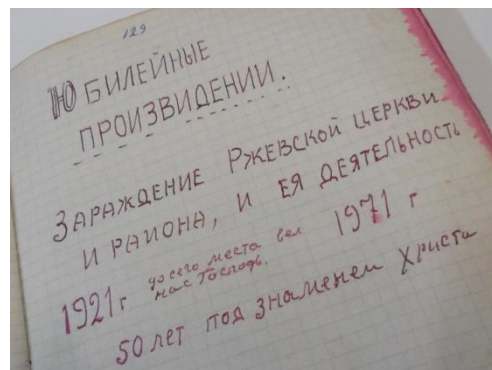 129
ЮБИЛЕЙНЫЕ
ПРОИЗВИДЕНИИ.
ЗАРАЖДЕНИЕ РЖЕВСКОЙ ЦЕРКВИ
И РАИОНА, И ЕЯ ДЕЯТЕЛЬНОСТЬ
1921 г до сего места вел 1971 г
нас Господь.
50 лет под знаменем Христа